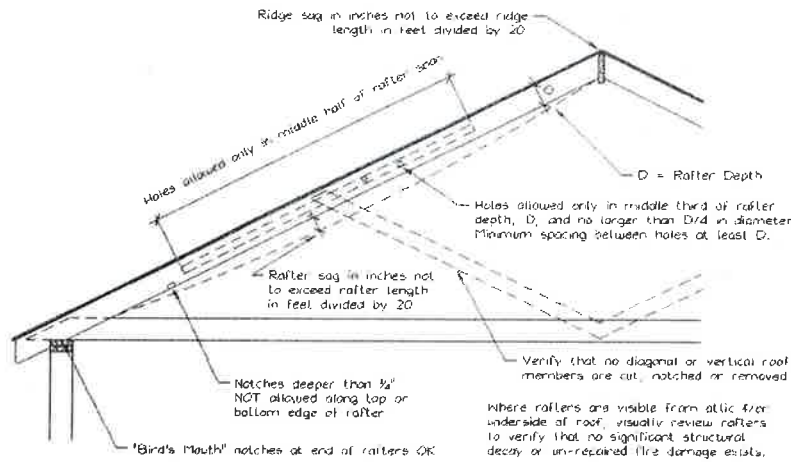 Ridge sag in inches not to exceed ridge
length in feet divided by 20
Holes allowed only in middle half of rafter span
D
D = Rafter Depth
Holes allowed only in middle third of rafter
depth, D, and no larger than D/4 in diameter
Minimum spacing between holes at least D.
Rafter sag in inches not
to exceed rafter length
in feet divided by 20
Notches deeper than ¾"
NOT allowed along top or
bottom edge of rafter
"Bird's Mouth" notches at end of rafters OK
Verify that no diagonal or vertical roof
members are cut, notched or removed
Where rafters are visible from attic
underside of roof, visually review rafters
to verify that no significant structural
decay or un-repaired fire damage exists.